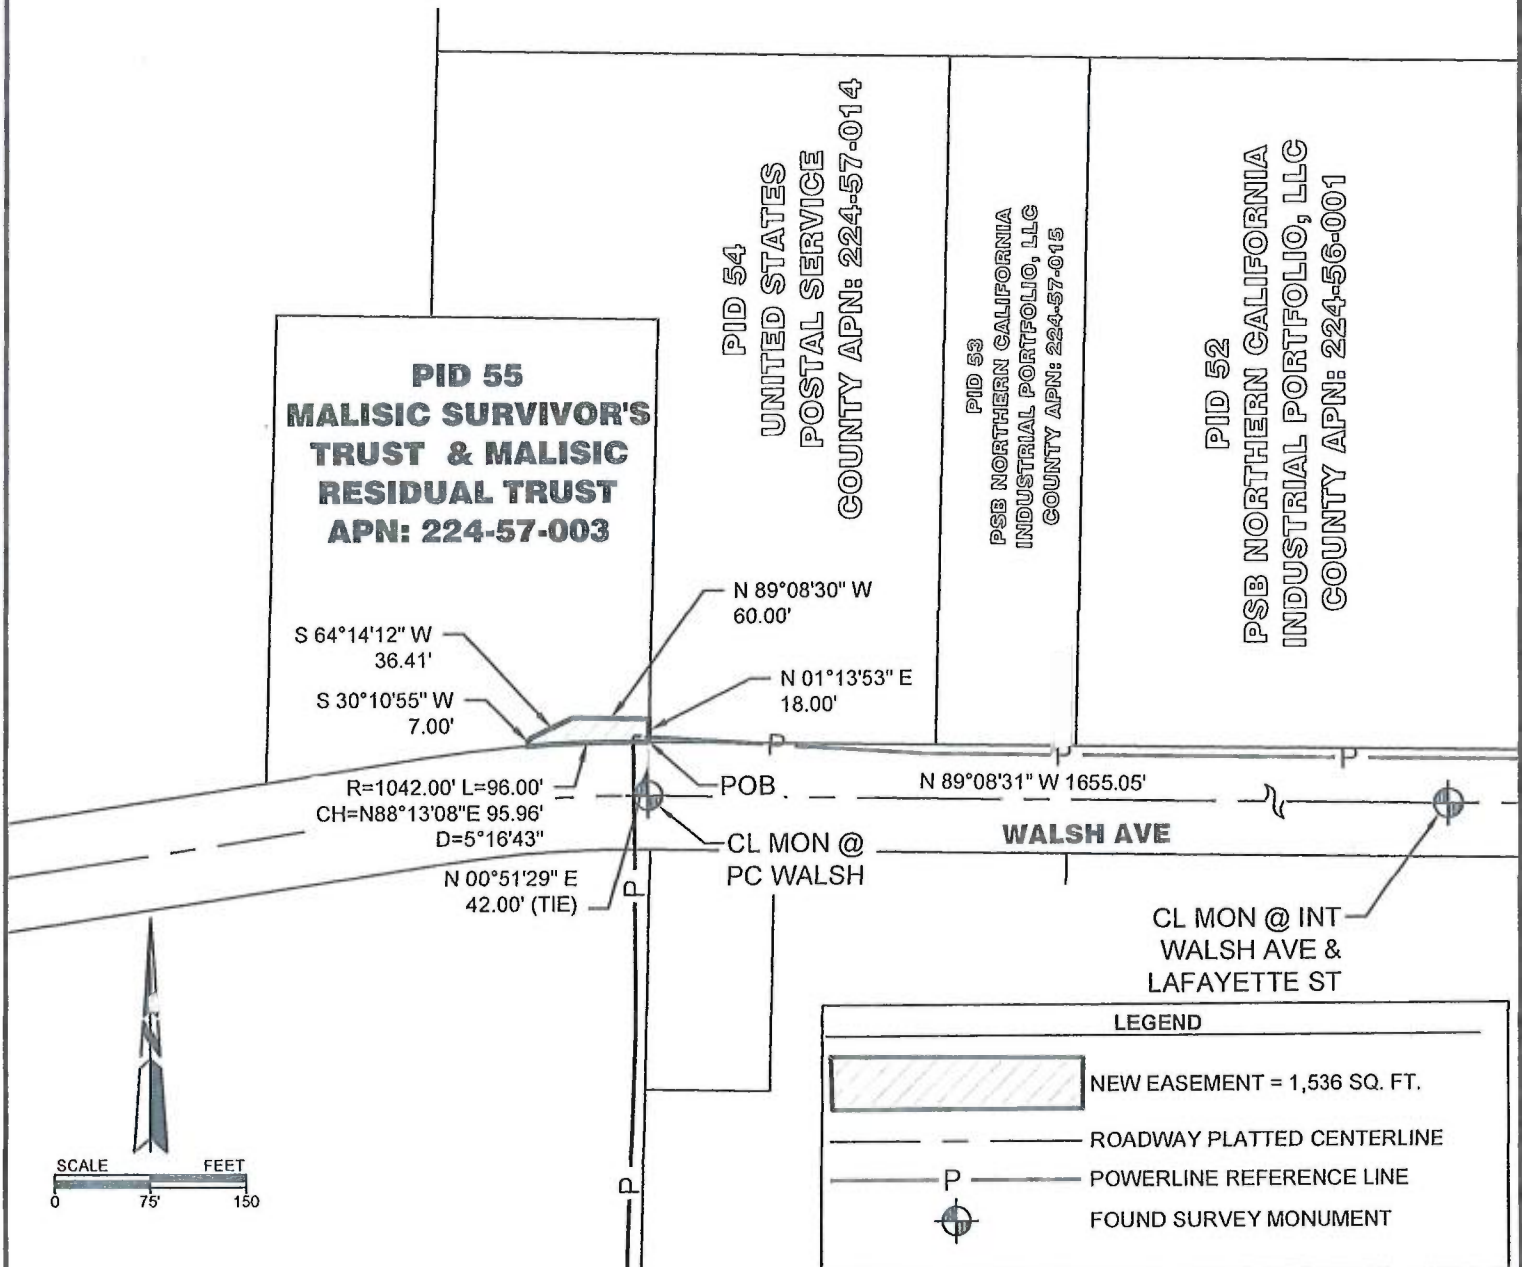 PID 54
UNITED STATES
POSTAL SERVICE
COUNTY APN: 224-57-014
PID 53
PSB NORTHERN CALIFORNIA
INDUSTRIAL PORTFOLIO, LLC
COUNTY APN: 224-57-015
PID 52
PSB NORTHERN CALIFORNIA
INDUSTRIAL PORTFOLIO, LLC
COUNTY APN: 224-56-001
PID 55
MALISIC SURVIVOR'S
TRUST & MALISIC
RESIDUAL TRUST
APN: 224-57-003
N 89°08'30" W
60.00'
S 64°14'12" W
36.41'
N 01°13'53" E
18.00'
S 30°10'55" W
7.00'
P
P
P
R=1042.00' L=96.00'
CH=N88°13'08"E 95.96'
D=5°16'43"
POB
N 89°08'31" W 1655.05'
WALSH AVE
CL MON @
PC WALSH
N 00°51'29" E
42.00' (TIE)
P
CL MON @ INT
WALSH AVE &
LAFAYETTE ST
P
N
SCALE FEET
0 75' 150
LEGEND
NEW EASEMENT = 1,536 SQ. FT.
ROADWAY PLATTED CENTERLINE
P POWERLINE REFERENCE LINE
FOUND SURVEY MONUMENT